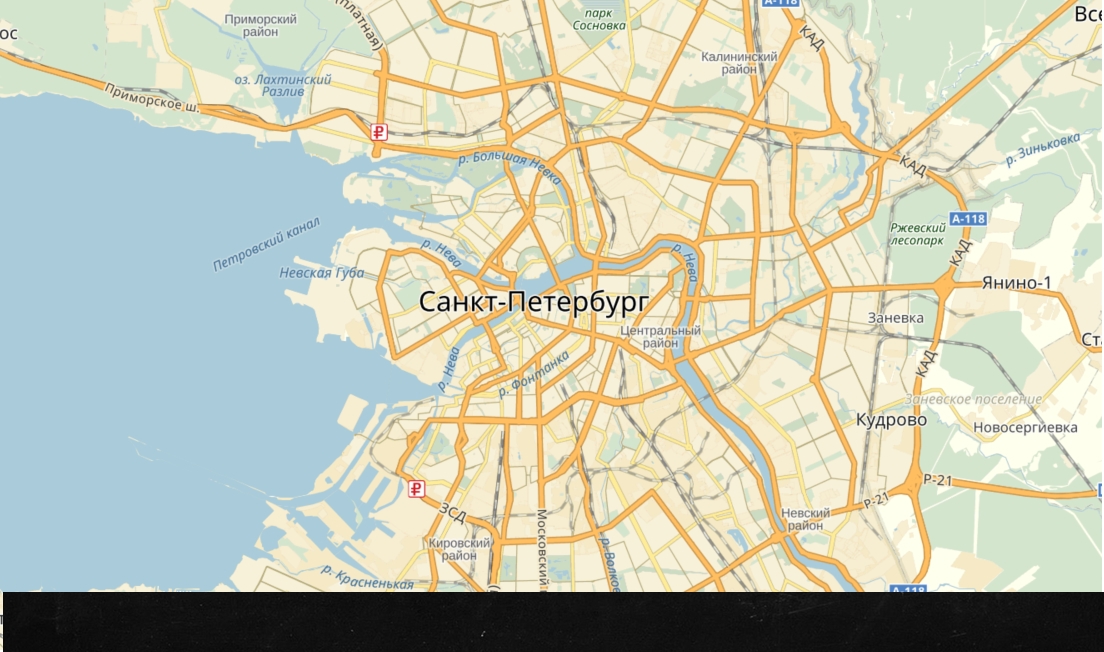 А-118
парк
Сосновка
Все
КАД
Приморский
район
платная)
ос
Калининский
район
оз. Лахтинский
Разлив
Приморское ш.
₽
р. Большая Невка
р. Зиньковка
КАД
А-118
Ржевский
лесопарк
Петровский канал
р. Нева
р. Нева
КАД
Невская Губа
Янино-1
Санкт-Петербург
Заневка
Центральный
район
Ст
р. Нева
р. Фонтанка
КАД
Заневское поселение
Кудрово
Новосергиевка
₽
Р-21
Р-21
ЗСД
Невский
район
Московский
Кировский
район
р. Волков
р. Красненькая
А-118